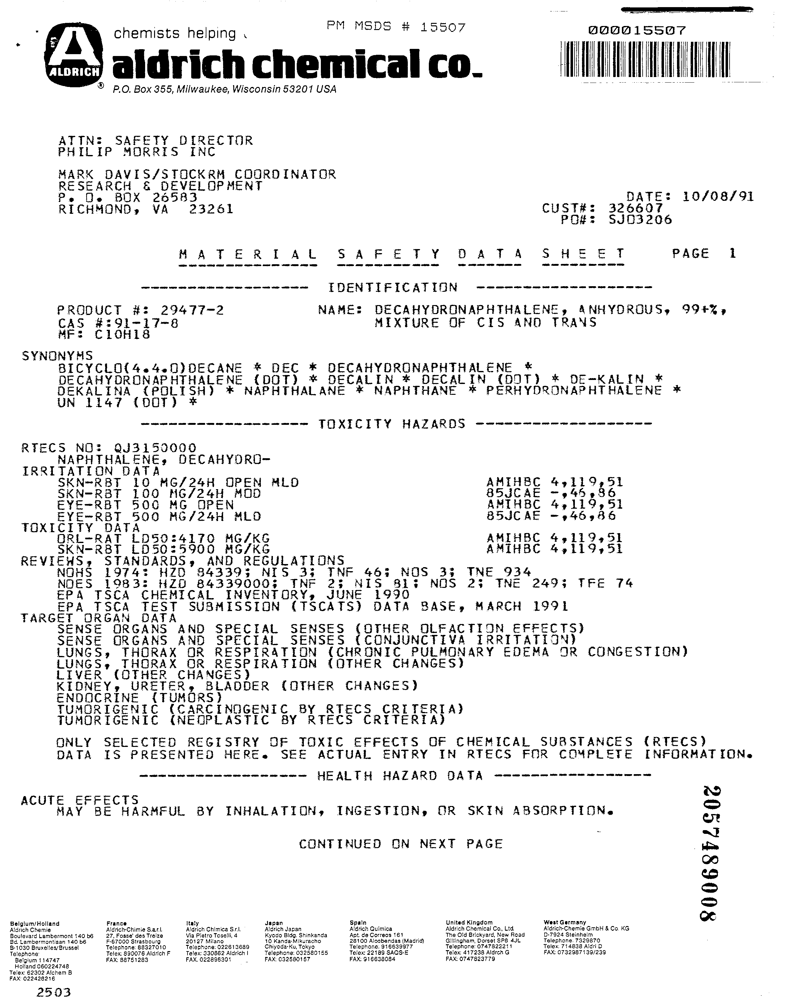 chemists helping
PM MSDS # 15507
000015507
ALDRICH
aldrich chemical co.
P.O. Box 355, Milwaukee, Wisconsin 53201 USA
ATTN: SAFETY DIRECTOR
PHILIP MORRIS INC
MARK DAVIS/STOCKRM COORDINATOR
RESEARCH & DEVELOPMENT
P. O. BOX 26583
RICHMOND, VA 23261
DATE: 10/08/91
CUST#: 326607
PO#: SJ03206
MATERIAL SAFETY DATA SHEET PAGE 1
------------------ IDENTIFICATION ------------------
PRODUCT #: 29477-2 NAME: DECAHYDRONAPHTHALENE, ANHYDROUS, 99+%,
CAS #:91-17-8 MIXTURE OF CIS AND TRANS
MF: C10H18
SYNONYMS
BICYCLO(4.4.0)DECANE * DEC * DECAHYDRONAPHTHALENE *
DECAHYDRONAPHTHALENE (DOT) * DECALIN * DECALIN (DOT) * DE-KALIN *
DEKALINA (POLISH) * NAPHTHALANE * NAPHTHANE * PERHYDRONAPHTHALENE *
UN 1147 (DOT) *
------------------ TOXICITY HAZARDS ------------------
RTECS NO: QJ3150000
NAPHTHALENE, DECAHYDRO-
IRRITATION DATA
SKN-RBT 10 MG/24H OPEN MLD AMIHBC 4,119,51
SKN-RBT 100 MG/24H MOD 85JCAE -,46,86
EYE-RBT 500 MG OPEN AMIHBC 4,119,51
EYE-RBT 500 MG/24H MLD 85JCAE -,46,86
TOXICITY DATA
ORL-RAT LD50:4170 MG/KG AMIHBC 4,119,51
SKN-RBT LD50:5900 MG/KG AMIHBC 4,119,51
REVIEWS, STANDARDS, AND REGULATIONS
NOHS 1974: HZD 84339; NIS 3; TNF 46; NOS 3; TNE 934
NOES 1983: HZD 84339000; TNF 2; NIS 81; NOS 2; TNE 249; TFE 74
EPA TSCA CHEMICAL INVENTORY, JUNE 1990
EPA TSCA TEST SUBMISSION (TSCATS) DATA BASE, MARCH 1991
TARGET ORGAN DATA
SENSE ORGANS AND SPECIAL SENSES (OTHER OLFACTION EFFECTS)
SENSE ORGANS AND SPECIAL SENSES (CONJUNCTIVA IRRITATION)
LUNGS, THORAX OR RESPIRATION (CHRONIC PULMONARY EDEMA OR CONGESTION)
LUNGS, THORAX OR RESPIRATION (OTHER CHANGES)
LIVER (OTHER CHANGES)
KIDNEY, URETER, BLADDER (OTHER CHANGES)
ENDOCRINE (TUMORS)
TUMORIGENIC (CARCINOGENIC BY RTECS CRITERIA)
TUMORIGENIC (NEOPLASTIC BY RTECS CRITERIA)
ONLY SELECTED REGISTRY OF TOXIC EFFECTS OF CHEMICAL SUBSTANCES (RTECS)
DATA IS PRESENTED HERE. SEE ACTUAL ENTRY IN RTECS FOR COMPLETE INFORMATION.
------------------ HEALTH HAZARD DATA -----------------
ACUTE EFFECTS
MAY BE HARMFUL BY INHALATION, INGESTION, OR SKIN ABSORPTION.
CONTINUED ON NEXT PAGE
2057489008
Belgium/Holland
Aldrich Chemie
Boulevard Lambermont 140 b6
Bd. Lambermontlaan 140 b6
B-1030 Bruxelles/Brussel
Telephone
Belgium 114747
Holland 060224748
Telex: 62302 Alchem B
FAX: 022428216
France
Aldrich-Chimie S.a.r.l.
27, Fosse des Treize
F-67000 Strasbourg
Telephone: 88327010
Telex: 890076 Aldrich F
FAX: 88751283
Italy
Aldrich Chimica S.r.l.
Via Pietro Toselli, 4
20127 Milano
Telephone: 022613689
Telex: 330862 Aldrich I
FAX: 022896301
Japan
Aldrich Japan
Kyodo Bldg. Shinkanda
10 Kanda-Mikuracho
Chiyoda-Ku, Tokyo
Telephone: 032580155
FAX: 032580157
Spain
Aldrich Quimica
Apt. de Correos 161
28100 Alcobendas (Madrid)
Telephone: 916639977
Telex: 22189 SAQS-E
FAX: 916638084
United Kingdom
Aldrich Chemical Co., Ltd.
The Old Brickyard, New Road
Gillingham, Dorset SP8 4JL
Telephone: 0747822211
Telex: 417238 Aldrch G
FAX: 0747823779
West Germany
Aldrich-Chemie GmbH & Co. KG
D-7924 Steinheim
Telephone: 7329870
Telex: 714838 Aldri D
FAX: 0732987139/239
2503